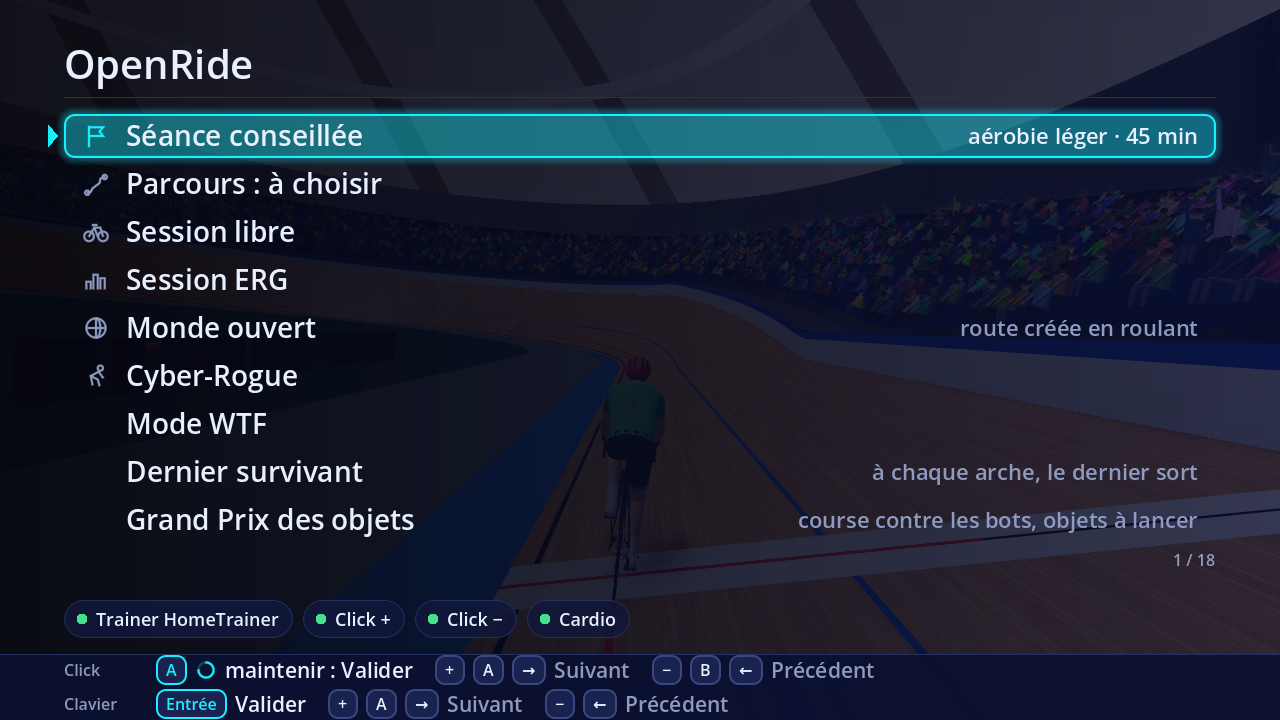 OpenRide
Séance conseillée aérobie léger · 45 min
Parcours : à choisir
Session libre
Session ERG
Monde ouvert route créée en roulant
Cyber-Rogue
Mode WTF
Dernier survivant à chaque arche, le dernier sort
Grand Prix des objets course contre les bots, objets à lancer
1 / 18
Trainer HomeTrainer Click + Click − Cardio
Click A maintenir : Valider + A → Suivant − B ← Précédent
Clavier Entrée Valider + A → Suivant − ← Précédent